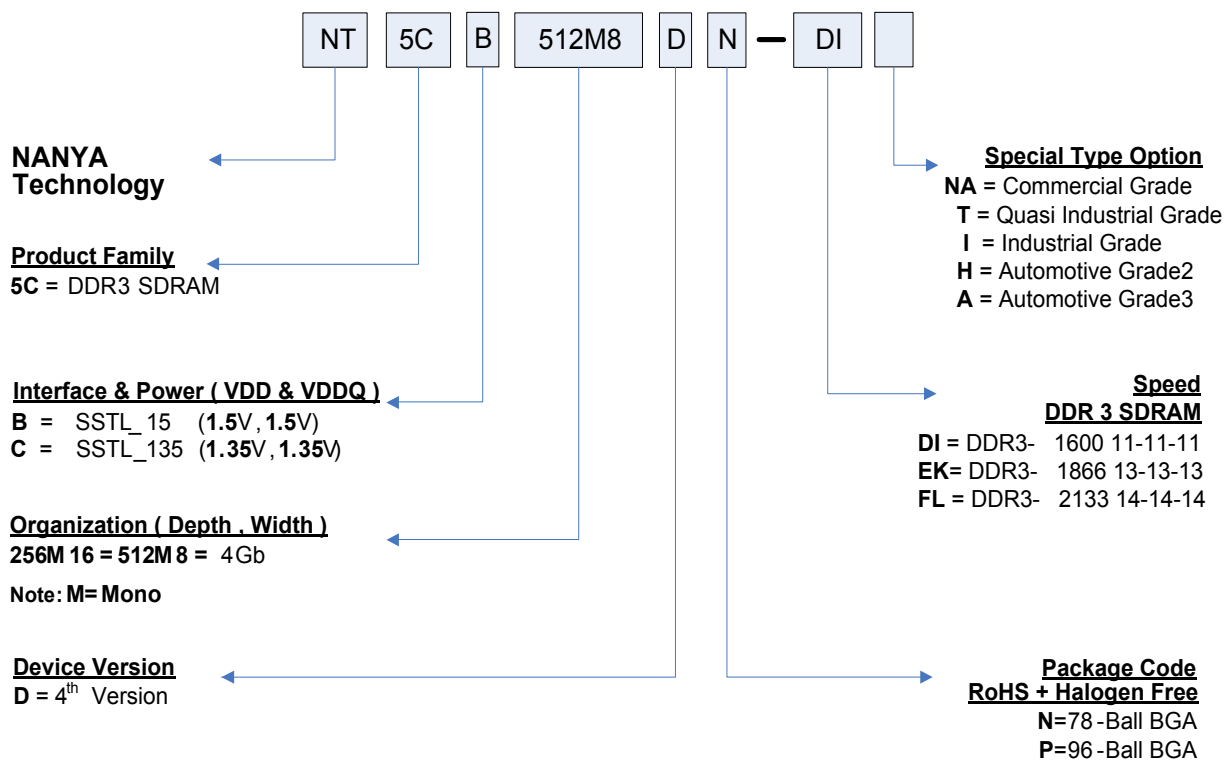 NT 5C B 512M8 D N – DI
NANYA
Technology
Product Family
5C = DDR3 SDRAM
Interface & Power ( VDD & VDDQ )
B = SSTL_15 (1.5V,1.5V)
C = SSTL_135 (1.35V,1.35V)
Organization ( Depth , Width )
256M 16 = 512M 8 = 4Gb
Note: M= Mono
Device Version
D = 4th Version
Special Type Option
NA = Commercial Grade
T = Quasi Industrial Grade
I = Industrial Grade
H = Automotive Grade2
A = Automotive Grade3
Speed
DDR 3 SDRAM
DI = DDR3- 1600 11-11-11
EK= DDR3- 1866 13-13-13
FL = DDR3- 2133 14-14-14
Package Code
RoHS + Halogen Free
N=78-Ball BGA
P=96-Ball BGA